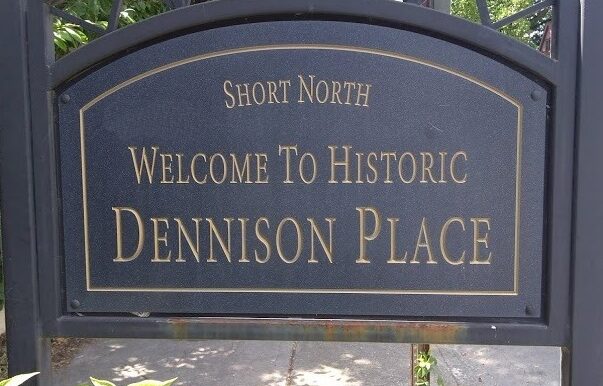 Short North
Welcome To Historic
Dennison Place